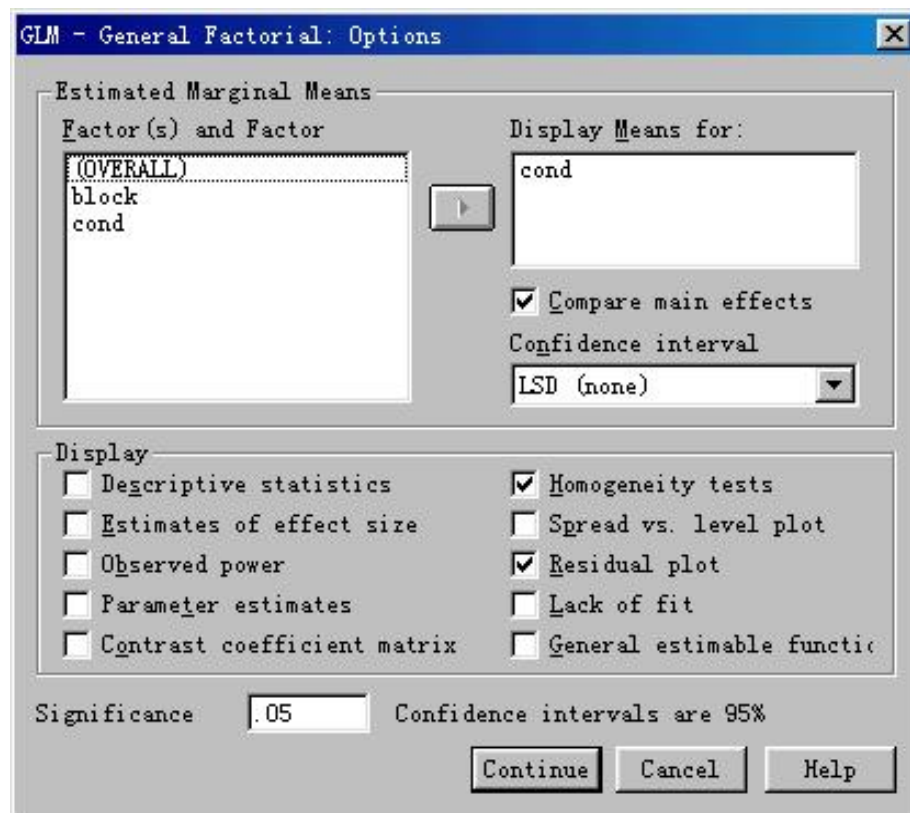 GLM - General Factorial: Options
Estimated Marginal Means
Factor(s) and Factor
(OVERALL)
block
cond
Display Means for:
cond
Compare main effects
Confidence interval
LSD (none)
Display
Descriptive statistics
Estimates of effect size
Observed power
Parameter estimates
Contrast coefficient matrix
Homogeneity tests
Spread vs. level plot
Residual plot
Lack of fit
General estimable functi
Significance .05 Confidence intervals are 95%
Continue Cancel Help